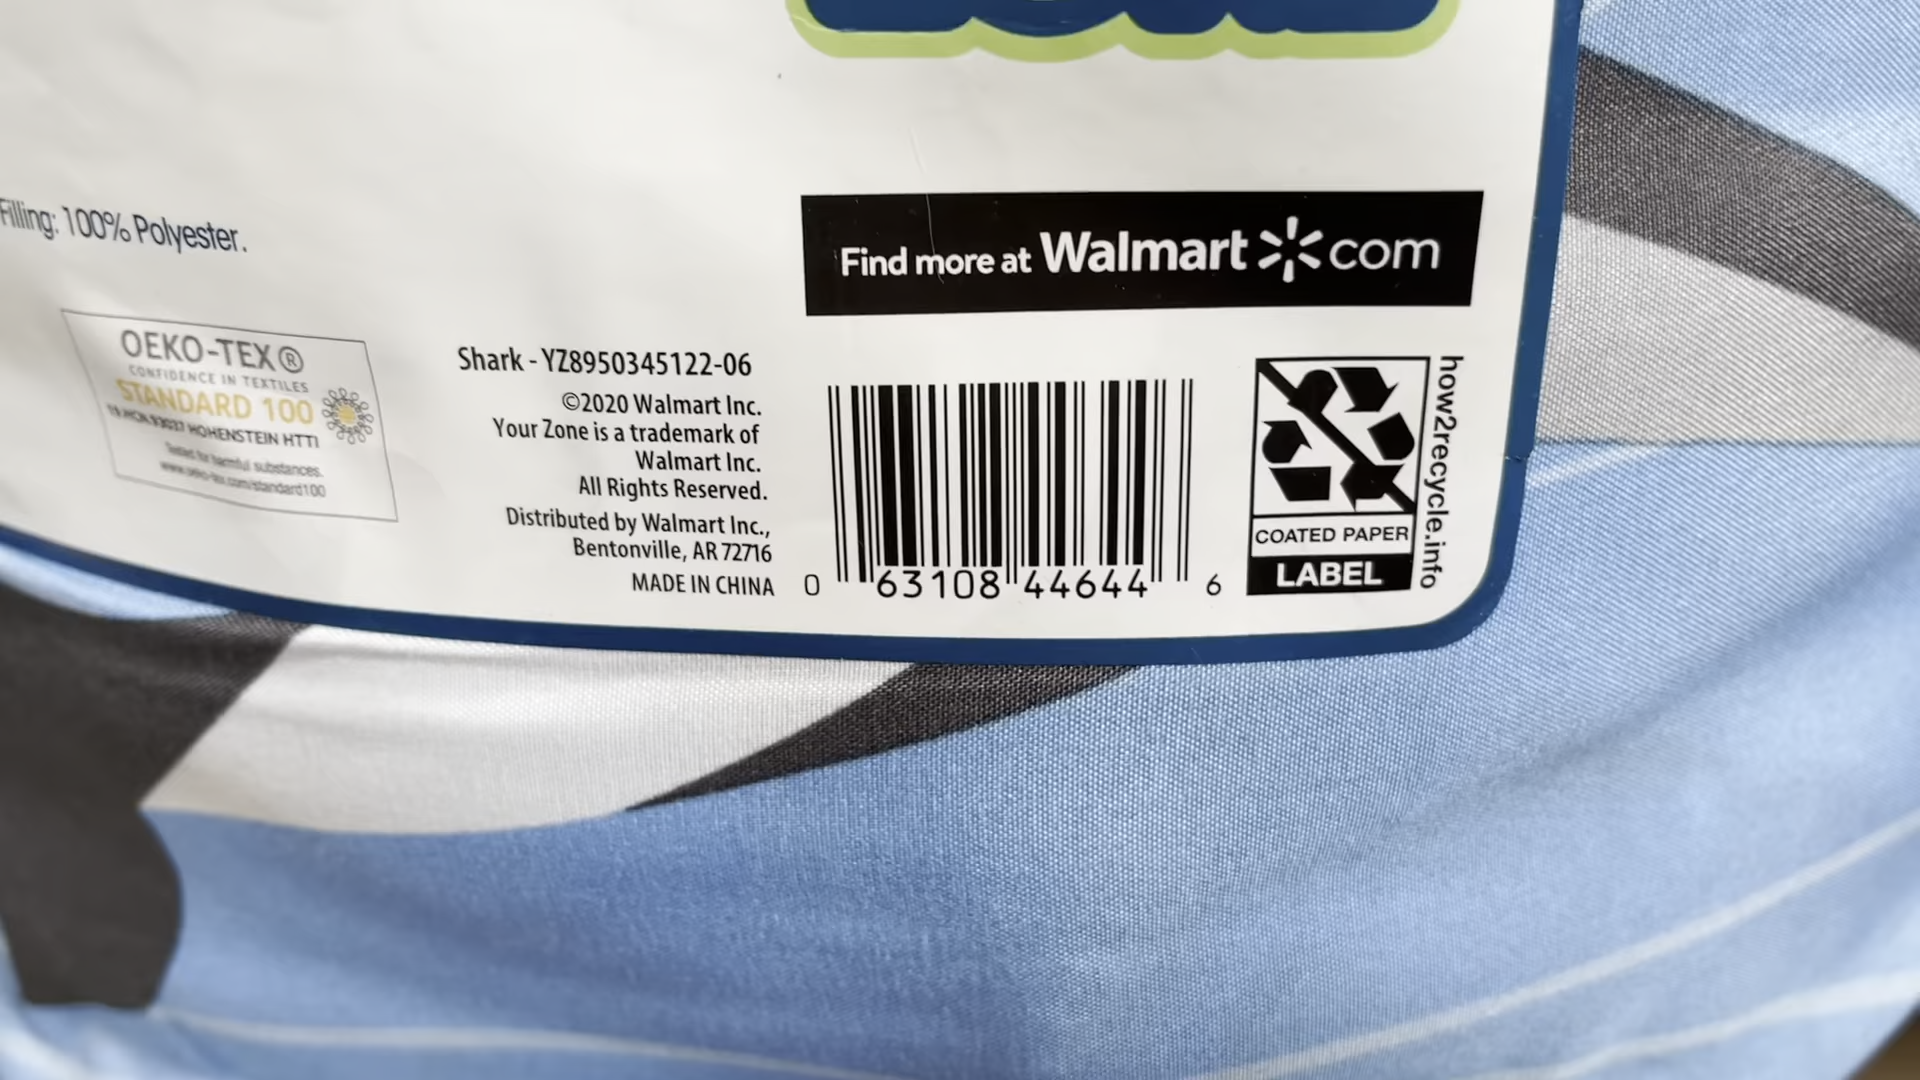 Filling: 100% Polyester.
Find more at Walmart com
OEKO-TEX®
CONFIDENCE IN TEXTILES
STANDARD 100
HOHENSTEIN HTTI
Tested for harmful substances.
www.oeko-tex.com/standard100
Shark - YZ8950345122-06
©2020 Walmart Inc.
Your Zone is a trademark of
Walmart Inc.
All Rights Reserved.
Distributed by Walmart Inc.,
Bentonville, AR 72716
MADE IN CHINA
0 63108 44644 6
COATED PAPER
LABEL
how2recycle.info